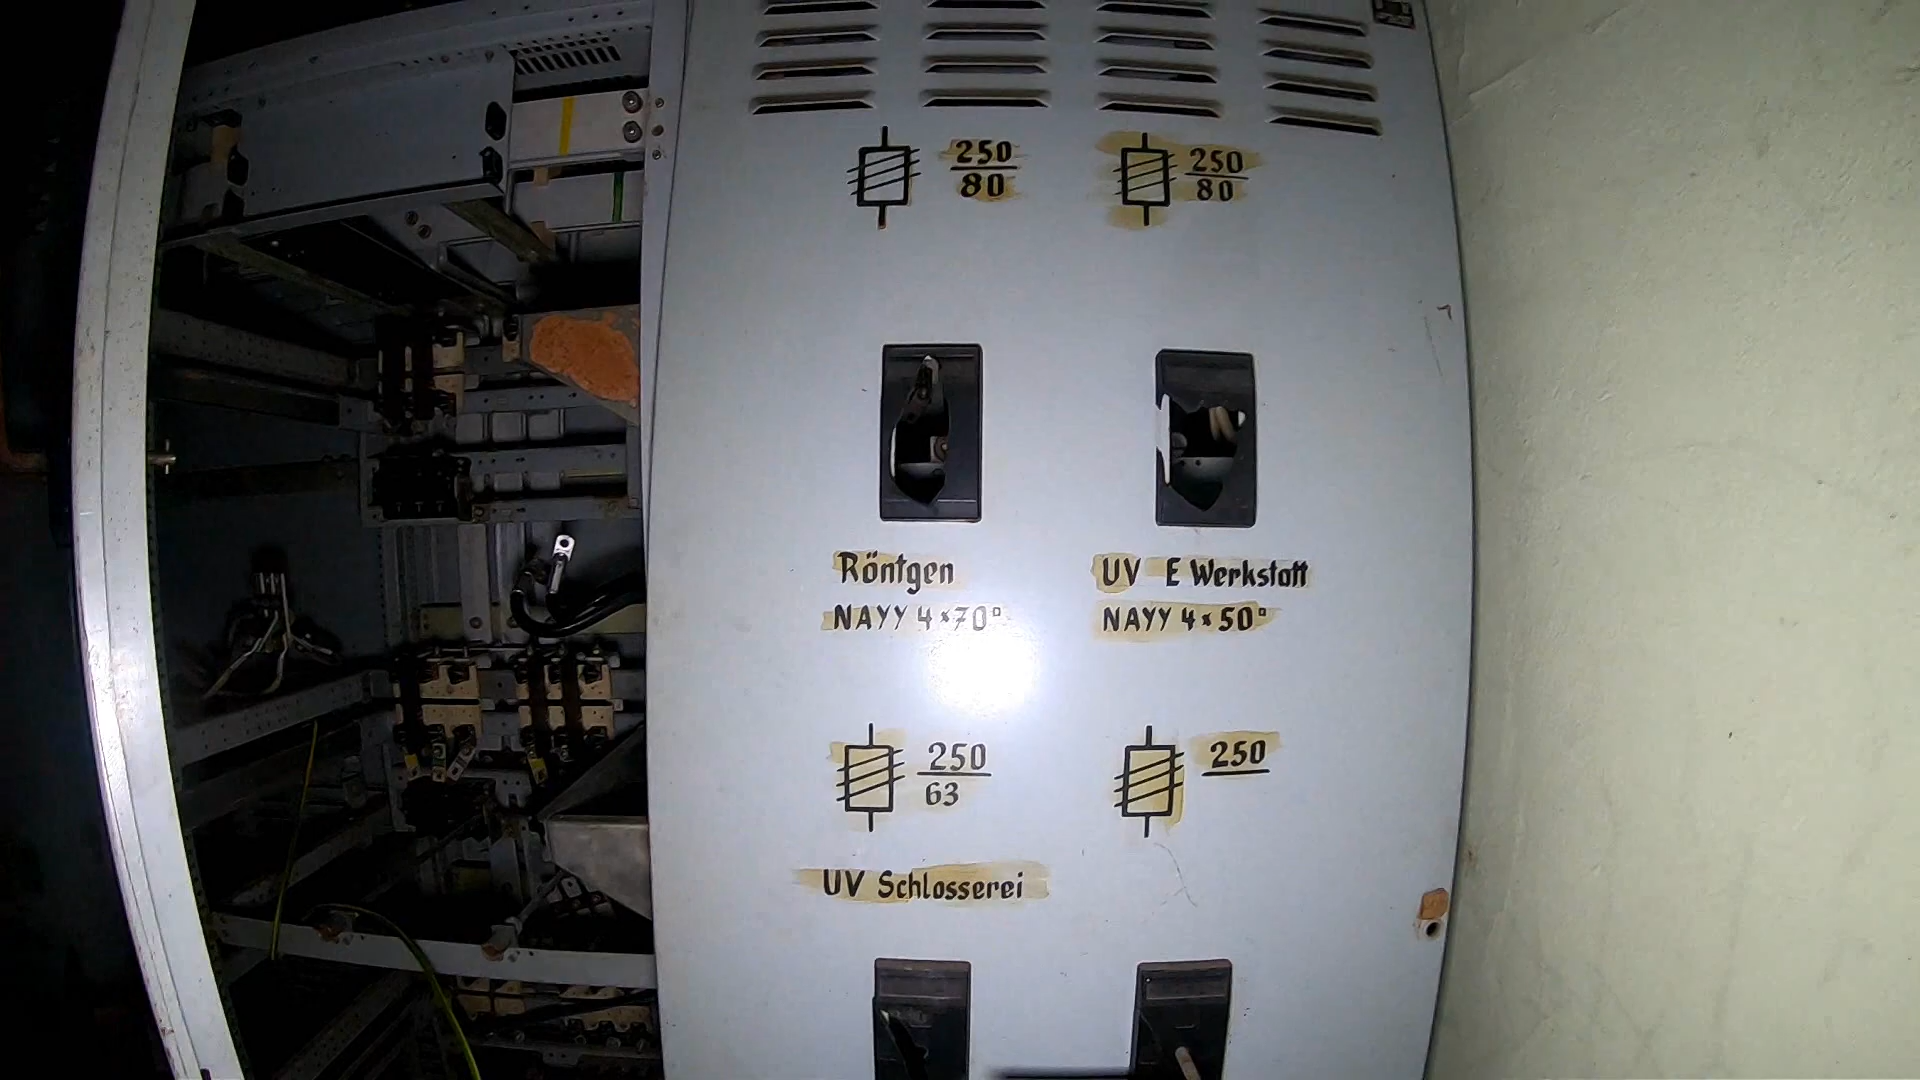 250
80
250
80
Röntgen
NAYY 4×70°
UV E Werkstatt
NAYY 4×50°
250
63
250
UV Schlosserei